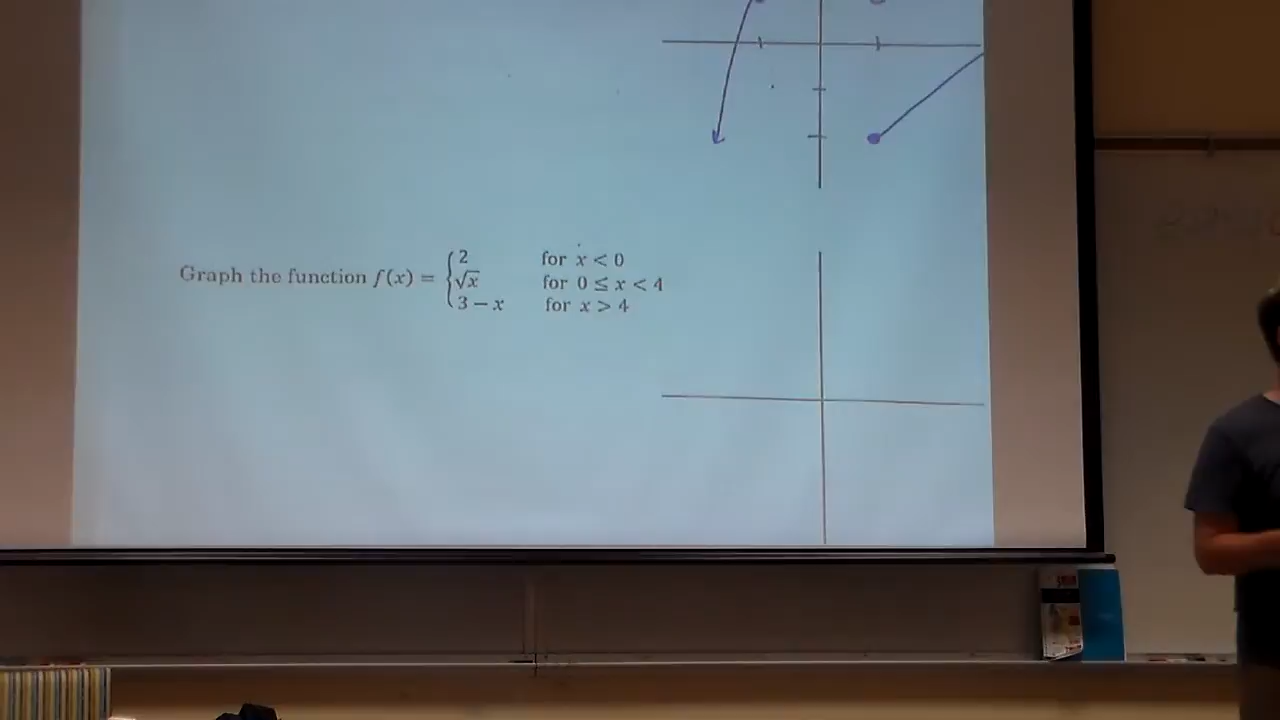 Graph the function f(x) = { 2 for x < 0
√x for 0 ≤ x < 4
3 − x for x > 4